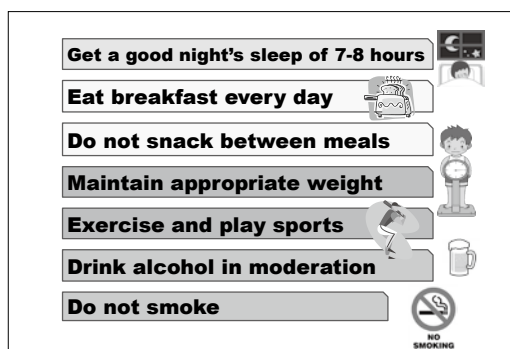 Get a good night's sleep of 7-8 hours
Eat breakfast every day
Do not snack between meals
Maintain appropriate weight
Exercise and play sports
Drink alcohol in moderation
Do not smoke
NO
SMOKING